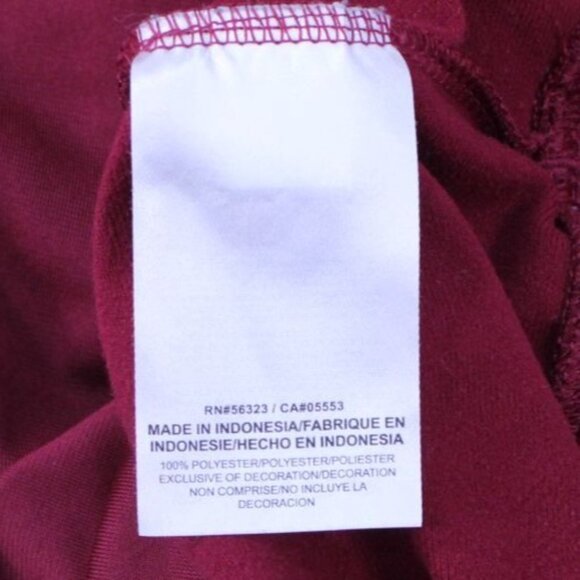 RN#56323 / CA#05553
MADE IN INDONESIA/FABRIQUE EN
INDONESIE/HECHO EN INDONESIA
100% POLYESTER/POLYESTER/POLIESTER
EXCLUSIVE OF DECORATION/DECORATION
NON COMPRISE/NO INCLUYE LA
DECORACION